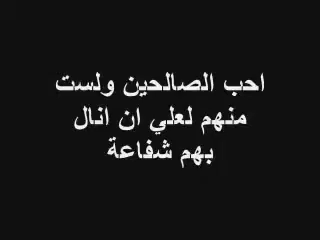 احب الصالحين ولست
منهم لعلي ان انال
بهم شفاعة